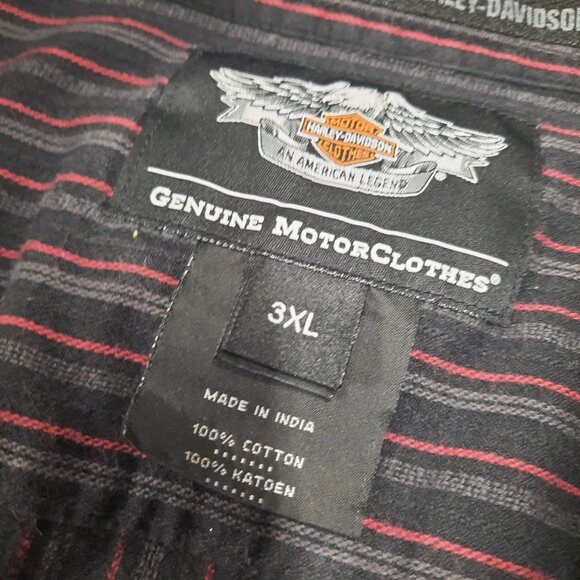 HARLEY-DAVIDSON
MOTOR
HARLEY-DAVIDSON
CLOTHES
AN AMERICAN LEGEND
GENUINE MOTORCLOTHES®
3XL
MADE IN INDIA
100% COTTON
100% KATOEN